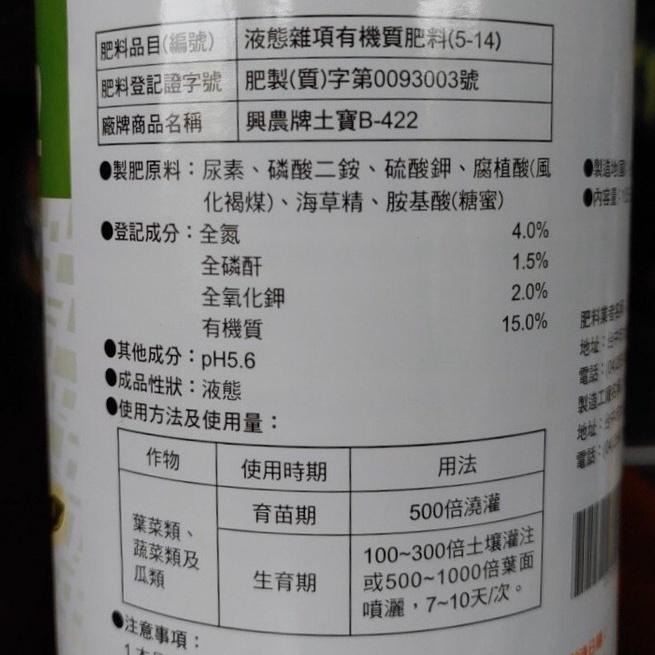 肥料品目(編號) 液態雜項有機質肥料(5-14)
肥料登記證字號 肥製(質)字第0093003號
廠牌商品名稱 興農牌土寶B-422
●製肥原料：尿素、磷酸二銨、硫酸鉀、腐植酸(風
化褐煤)、海草精、胺基酸(糖蜜)
●登記成分：全氮 4.0%
全磷酐 1.5%
全氧化鉀 2.0%
有機質 15.0%
●其他成分：pH5.6
●成品性狀：液態
●使用方法及使用量：
作物 使用時期 用法
葉菜類、
蔬菜類及
瓜類
育苗期 500倍澆灌
生育期
100~300倍土壤灌注
或500~1000倍葉面
噴灑，7~10天/次。
●注意事項：
●製造地
●內容量：
肥料業者
地址：
電話：
製造工
地址：
電話：